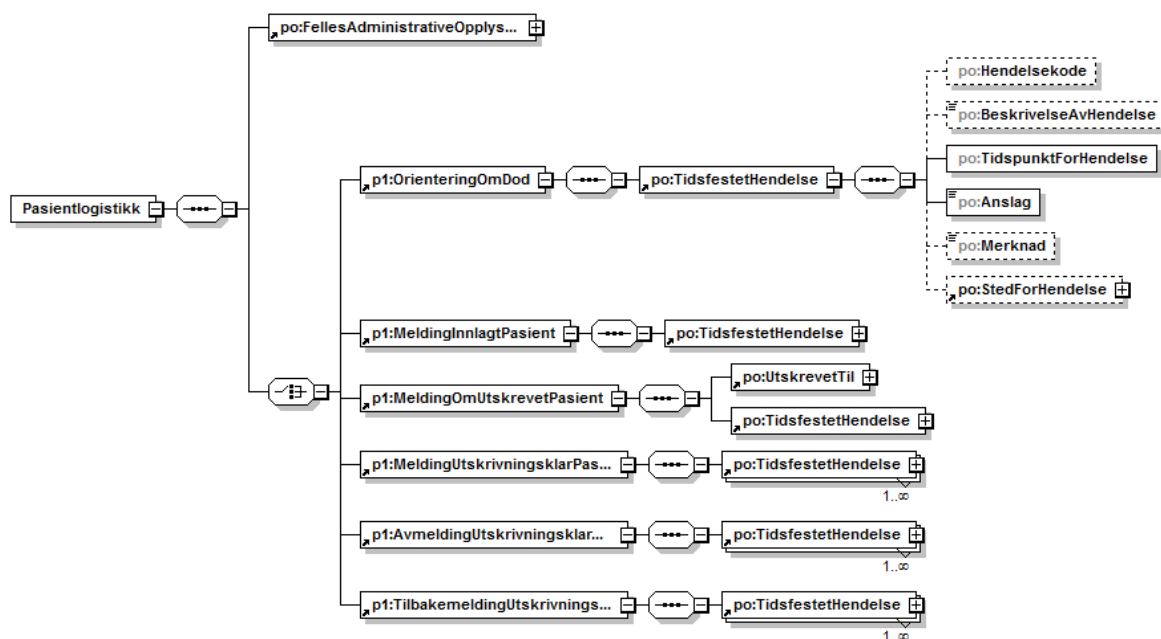 po:FellesAdministrativeOpplys...
po:Hendelsekode
po:BeskrivelseAvHendelse
po:TidspunktForHendelse
Pasientlogistikk
p1:OrienteringOmDod
po:TidsfestetHendelse
po:Anslag
po:Merknad
po:StedForHendelse
p1:MeldingInnlagtPasient
po:TidsfestetHendelse
po:UtskrevetTil
p1:MeldingOmUtskrevetPasient
po:TidsfestetHendelse
p1:MeldingUtskrivningsklarPas...
po:TidsfestetHendelse
1..∞
p1:AvmeldingUtskrivningsklar...
po:TidsfestetHendelse
1..∞
p1:TilbakemeldingUtskrivnings...
po:TidsfestetHendelse
1..∞